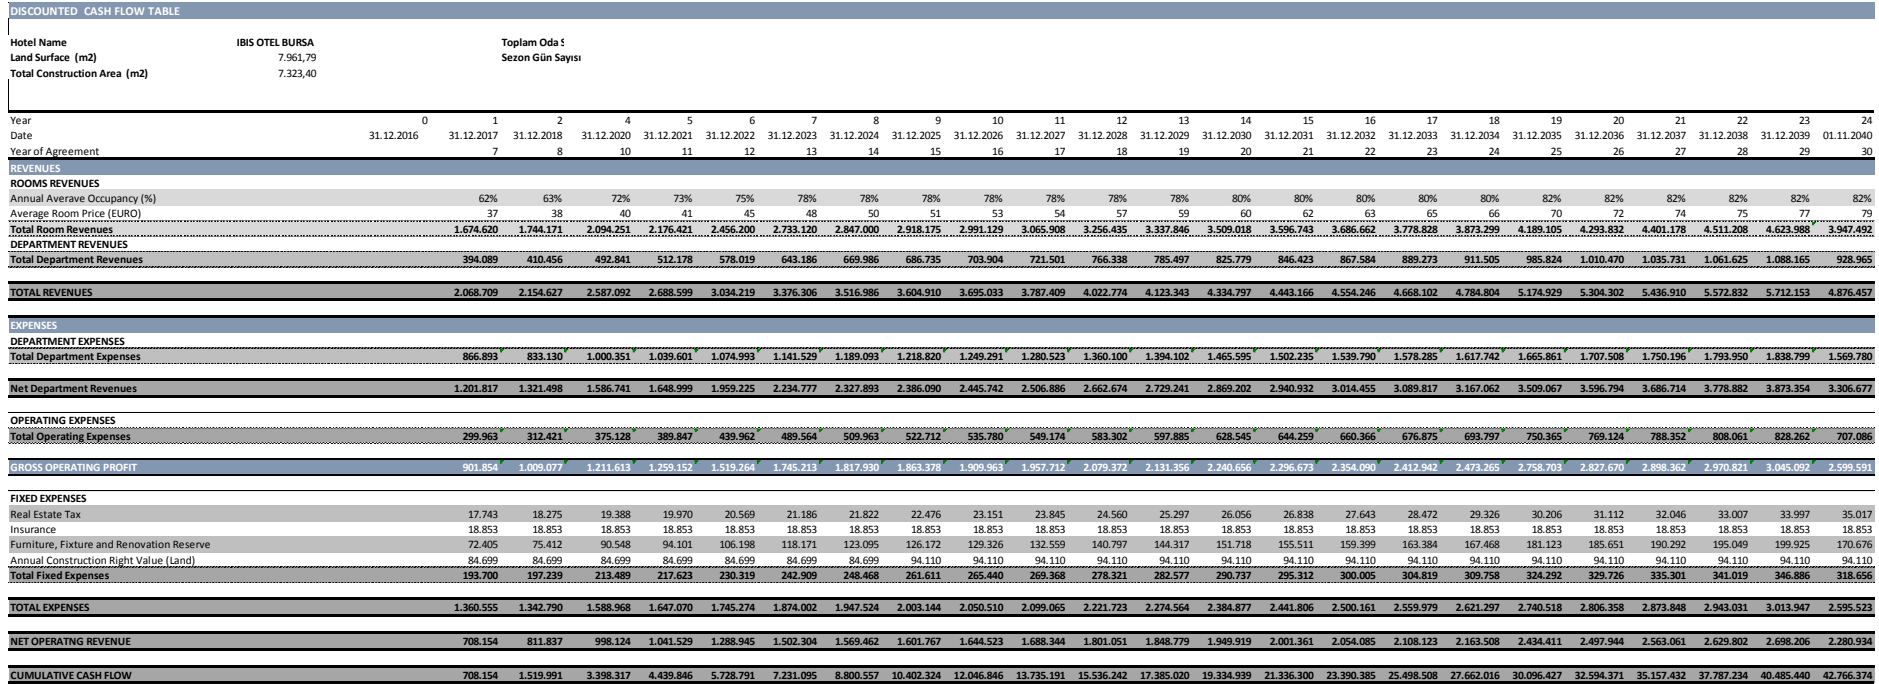 DISCOUNTED CASH FLOW TABLE
Hotel Name IBIS OTEL BURSA Toplam Oda S
Land Surface (m2) 7.961,79 Sezon Gün Sayısı
Total Construction Area (m2) 7.323,40
Year 0 1 2 4 5 6 7 8 9 10 11 12 13 14 15 16 17 18 19 20 21 22 23 24
Date 31.12.2016 31.12.2017 31.12.2018 31.12.2020 31.12.2021 31.12.2022 31.12.2023 31.12.2024 31.12.2025 31.12.2026 31.12.2027 31.12.2028 31.12.2029 31.12.2030 31.12.2031 31.12.2032 31.12.2033 31.12.2034 31.12.2035 31.12.2036 31.12.2037 31.12.2038 31.12.2039 01.11.2040
Year of Agreement 7 8 10 11 12 13 14 15 16 17 18 19 20 21 22 23 24 25 26 27 28 29 30
REVENUES
ROOMS REVENUES
Annual Averave Occupancy (%) 62% 63% 72% 73% 75% 78% 78% 78% 78% 78% 78% 78% 80% 80% 80% 80% 80% 82% 82% 82% 82% 82% 82%
Average Room Price (EURO) 37 38 40 41 45 48 50 51 53 54 57 59 60 62 63 65 66 70 72 74 75 77 79
Total Room Revenues 1.674.620 1.744.171 2.094.251 2.176.421 2.456.200 2.733.120 2.847.000 2.918.175 2.991.129 3.065.908 3.256.435 3.337.846 3.509.018 3.596.743 3.686.662 3.778.828 3.873.299 4.189.105 4.293.832 4.401.178 4.511.208 4.623.988 3.947.492
DEPARTMENT REVENUES
Total Department Revenues 394.089 410.456 492.841 512.178 578.019 643.186 669.986 686.735 703.904 721.501 766.338 785.497 825.779 846.423 867.584 889.273 911.505 985.824 1.010.470 1.035.731 1.061.625 1.088.165 928.965
TOTAL REVENUES 2.068.709 2.154.627 2.587.092 2.688.599 3.034.219 3.376.306 3.516.986 3.604.910 3.695.033 3.787.409 4.022.774 4.123.343 4.334.797 4.443.166 4.554.246 4.668.102 4.784.804 5.174.929 5.304.302 5.436.910 5.572.832 5.712.153 4.876.457
EXPENSES
DEPARTMENT EXPENSES
Total Department Expenses 866.893 833.130 1.000.351 1.039.601 1.074.993 1.141.529 1.189.093 1.218.820 1.249.291 1.280.523 1.360.100 1.394.102 1.465.595 1.502.235 1.539.790 1.578.285 1.617.742 1.665.861 1.707.508 1.750.196 1.793.950 1.838.799 1.569.780
Net Department Revenues 1.201.817 1.321.498 1.586.741 1.648.999 1.959.225 2.234.777 2.327.893 2.386.090 2.445.742 2.506.886 2.662.674 2.729.241 2.869.202 2.940.932 3.014.455 3.089.817 3.167.062 3.509.067 3.596.794 3.686.714 3.778.882 3.873.354 3.306.677
OPERATING EXPENSES
Total Operating Expenses 299.963 312.421 375.128 389.847 439.962 489.564 509.963 522.712 535.780 549.174 583.302 597.885 628.545 644.259 660.366 676.875 693.797 750.365 769.124 788.352 808.061 828.262 707.086
GROSS OPERATING PROFIT 901.854 1.009.077 1.211.613 1.259.152 1.519.264 1.745.213 1.817.930 1.863.378 1.909.963 1.957.712 2.079.372 2.131.356 2.240.656 2.296.673 2.354.090 2.412.942 2.473.265 2.758.703 2.827.670 2.898.362 2.970.821 3.045.092 2.599.591
FIXED EXPENSES
Real Estate Tax 17.743 18.275 19.388 19.970 20.569 21.186 21.822 22.476 23.151 23.845 24.560 25.297 26.056 26.838 27.643 28.472 29.326 30.206 31.112 32.046 33.007 33.997 35.017
Insurance 18.853 18.853 18.853 18.853 18.853 18.853 18.853 18.853 18.853 18.853 18.853 18.853 18.853 18.853 18.853 18.853 18.853 18.853 18.853 18.853 18.853 18.853 18.853
Furniture, Fixture and Renovation Reserve 72.405 75.412 90.548 94.101 106.198 118.171 123.095 126.172 129.326 132.559 140.797 144.317 151.718 155.511 159.399 163.384 167.468 181.123 185.651 190.292 195.049 199.925 170.676
Annual Construction Right Value (Land) 84.699 84.699 84.699 84.699 84.699 84.699 84.699 94.110 94.110 94.110 94.110 94.110 94.110 94.110 94.110 94.110 94.110 94.110 94.110 94.110 94.110 94.110 94.110
Total Fixed Expenses 193.700 197.239 213.489 217.623 230.319 242.909 248.468 261.611 265.440 269.368 278.321 282.577 290.737 295.312 300.005 304.819 309.758 324.292 329.726 335.301 341.019 346.886 318.656
TOTAL EXPENSES 1.360.555 1.342.790 1.588.968 1.647.070 1.745.274 1.874.002 1.947.524 2.003.144 2.050.510 2.099.065 2.221.723 2.274.564 2.384.877 2.441.806 2.500.161 2.559.979 2.621.297 2.740.518 2.806.358 2.873.848 2.943.031 3.013.947 2.595.523
NET OPERATNG REVENUE 708.154 811.837 998.124 1.041.529 1.288.945 1.502.304 1.569.462 1.601.767 1.644.523 1.688.344 1.801.051 1.848.779 1.949.919 2.001.361 2.054.085 2.108.123 2.163.508 2.434.411 2.497.944 2.563.061 2.629.802 2.698.206 2.280.934
CUMULATIVE CASH FLOW 708.154 1.519.991 3.398.317 4.439.846 5.728.791 7.231.095 8.800.557 10.402.324 12.046.846 13.735.191 15.536.242 17.385.020 19.334.939 21.336.300 23.390.385 25.498.508 27.662.016 30.096.427 32.594.371 35.157.432 37.787.234 40.485.440 42.766.374